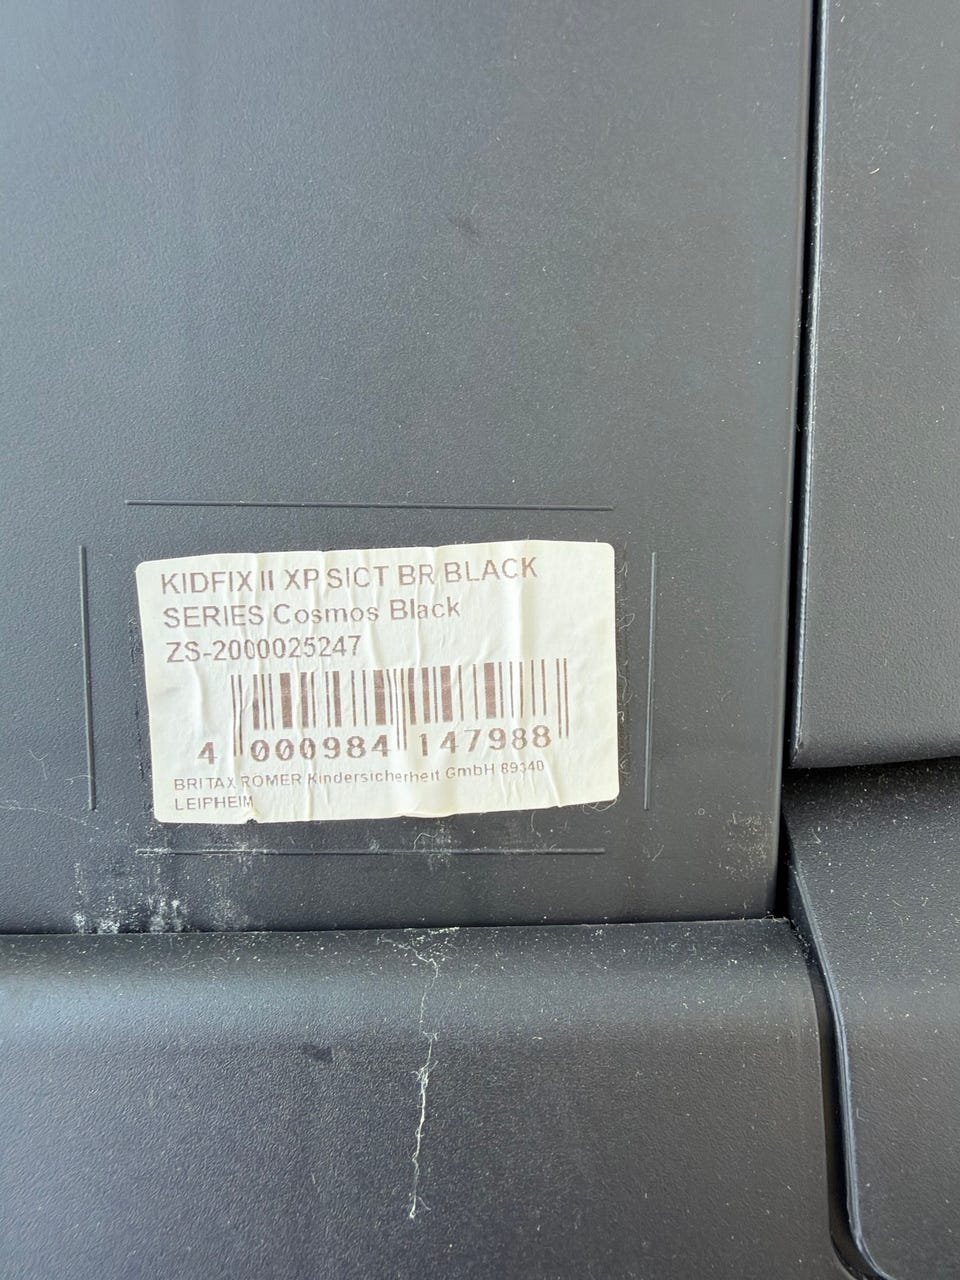 KIDFIX II XP SICT BR BLACK
SERIES Cosmos Black
ZS-2000025247
4 000984 147988
BRITAX RÖMER Kindersicherheit GmbH 89340
LEIPHEIM